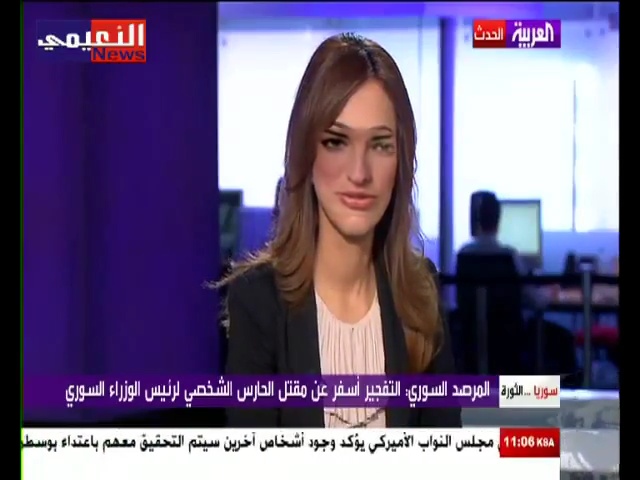 النعيمي
News
العربية
الحدث
سوريا ... الثورة
المرصد السوري: التفجير أسفر عن مقتل الحارس الشخصي لرئيس الوزراء السوري
11:06 KSA
مجلس النواب الأميركي يؤكد وجود أشخاص آخرين سيتم التحقيق معهم باعتداء